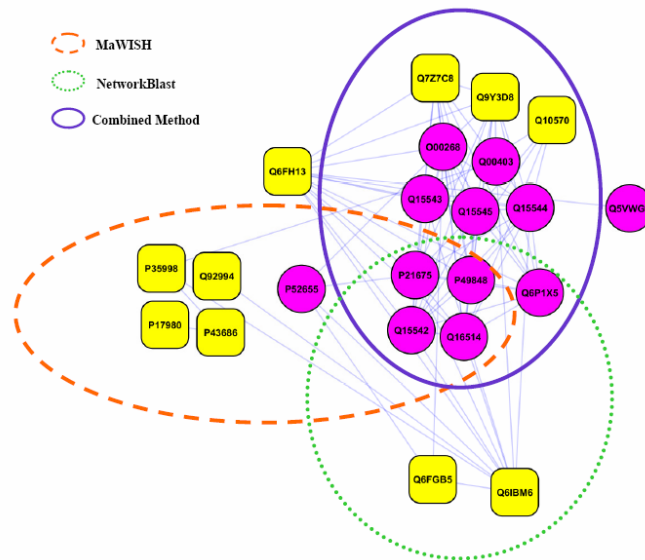 MaWISH
NetworkBlast
Combined Method
Q7Z7C8
Q9Y3D8
Q10570
O00268
Q00403
Q6FH13
Q15543
Q15545
Q15544
Q5VWG
P35998
Q92994
P52655
P21675
P49848
Q6P1X5
P17980
P43686
Q15542
Q16514
Q6FGB5
Q6IBM6